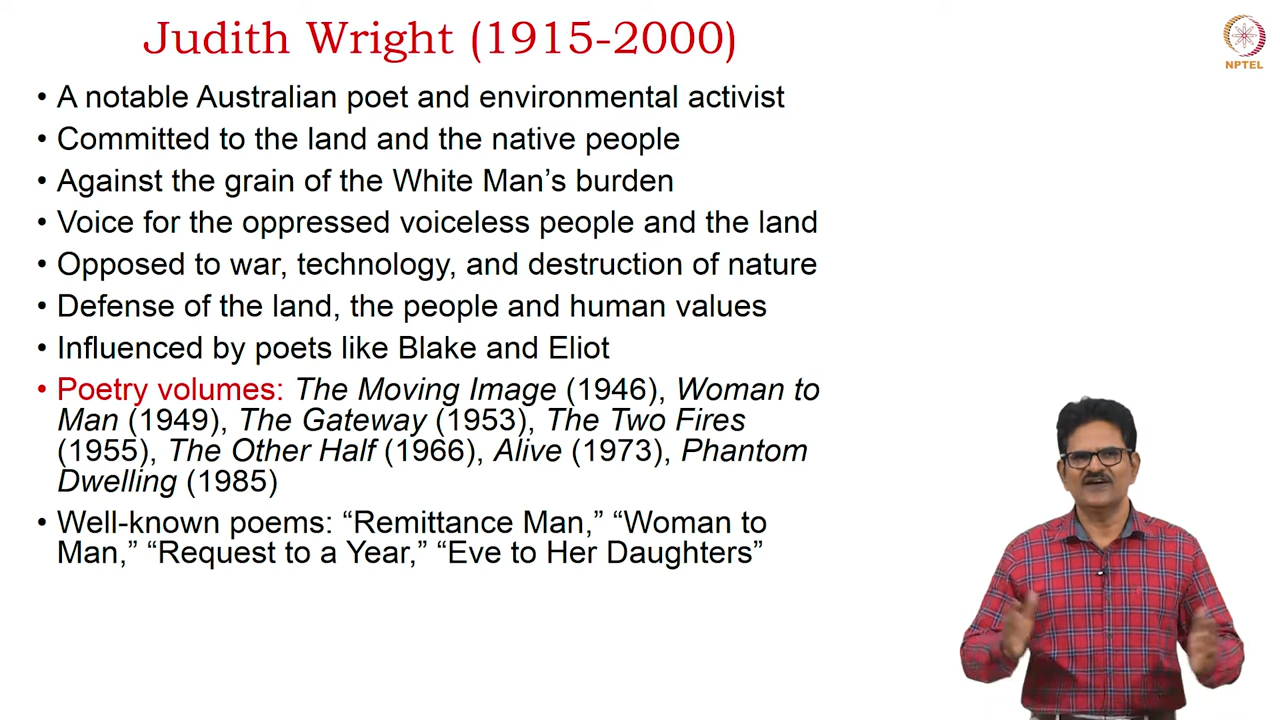 Judith Wright (1915-2000)
NPTEL
• A notable Australian poet and environmental activist
• Committed to the land and the native people
• Against the grain of the White Man’s burden
• Voice for the oppressed voiceless people and the land
• Opposed to war, technology, and destruction of nature
• Defense of the land, the people and human values
• Influenced by poets like Blake and Eliot
• Poetry volumes: The Moving Image (1946), Woman to
Man (1949), The Gateway (1953), The Two Fires
(1955), The Other Half (1966), Alive (1973), Phantom
Dwelling (1985)
• Well-known poems: “Remittance Man,” “Woman to
Man,” “Request to a Year,” “Eve to Her Daughters”